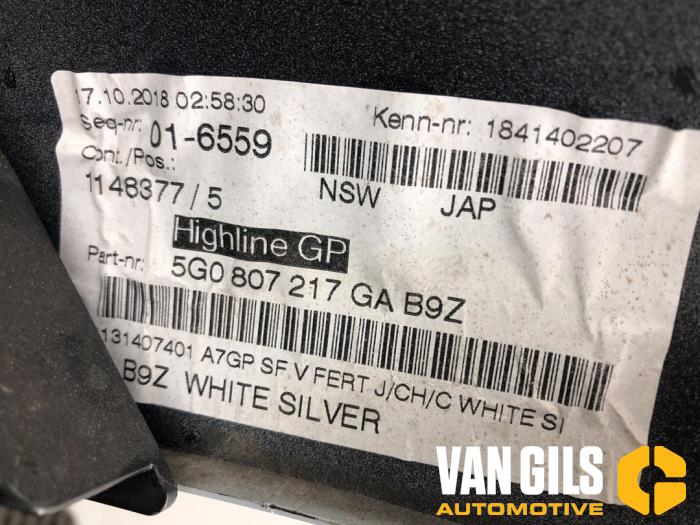 17.10.2018 02:58:30
Kenn-nr: 1841402207
Seq-nr: 01-6559
Cont./Pos.:
1148377/5
NSW JAP
Highline GP
Part-nr: 5G0 807 217 GA B9Z
131407401 A7GP SF V FERT J/CH/C WHITE SI
B9Z WHITE SILVER
VAN GILS
AUTOMOTIVE